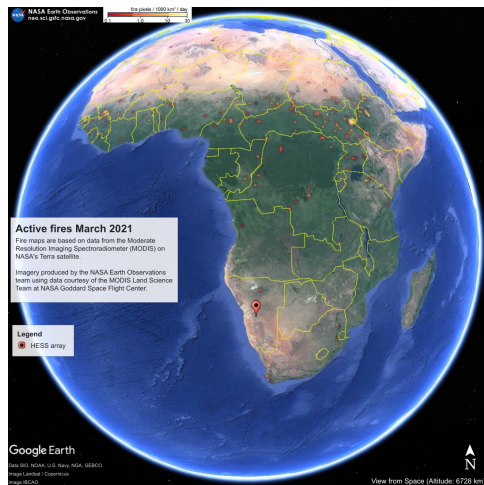 NASA Earth Observations
neo.sci.gsfc.nasa.gov
fire pixels / 1000 km² / day
0.1 1.0 10 30
Active fires March 2021
Fire maps are based on data from the Moderate
Resolution Imaging Spectroradiometer (MODIS) on
NASA's Terra satellite.
Imagery produced by the NASA Earth Observations
team using data courtesy of the MODIS Land Science
Team at NASA Goddard Space Flight Center.
Legend
HESS array
Google Earth
Data SIO, NOAA, U.S. Navy, NGA, GEBCO
Image Landsat / Copernicus
Image IBCAO
N
View from Space (Altitude: 6728 km